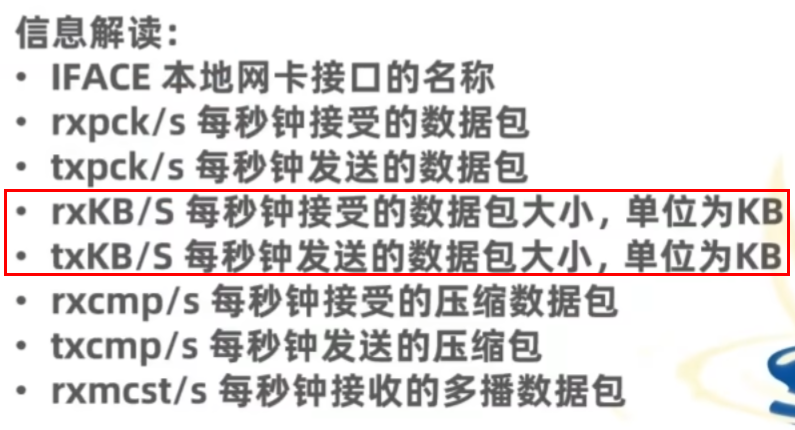 信息解读：
• IFACE 本地网卡接口的名称
• rxpck/s 每秒钟接受的数据包
• txpck/s 每秒钟发送的数据包
• rxKB/S 每秒钟接受的数据包大小，单位为KB
• txKB/S 每秒钟发送的数据包大小，单位为KB
• rxcmp/s 每秒钟接受的压缩数据包
• txcmp/s 每秒钟发送的压缩包
• rxmcst/s 每秒钟接收的多播数据包